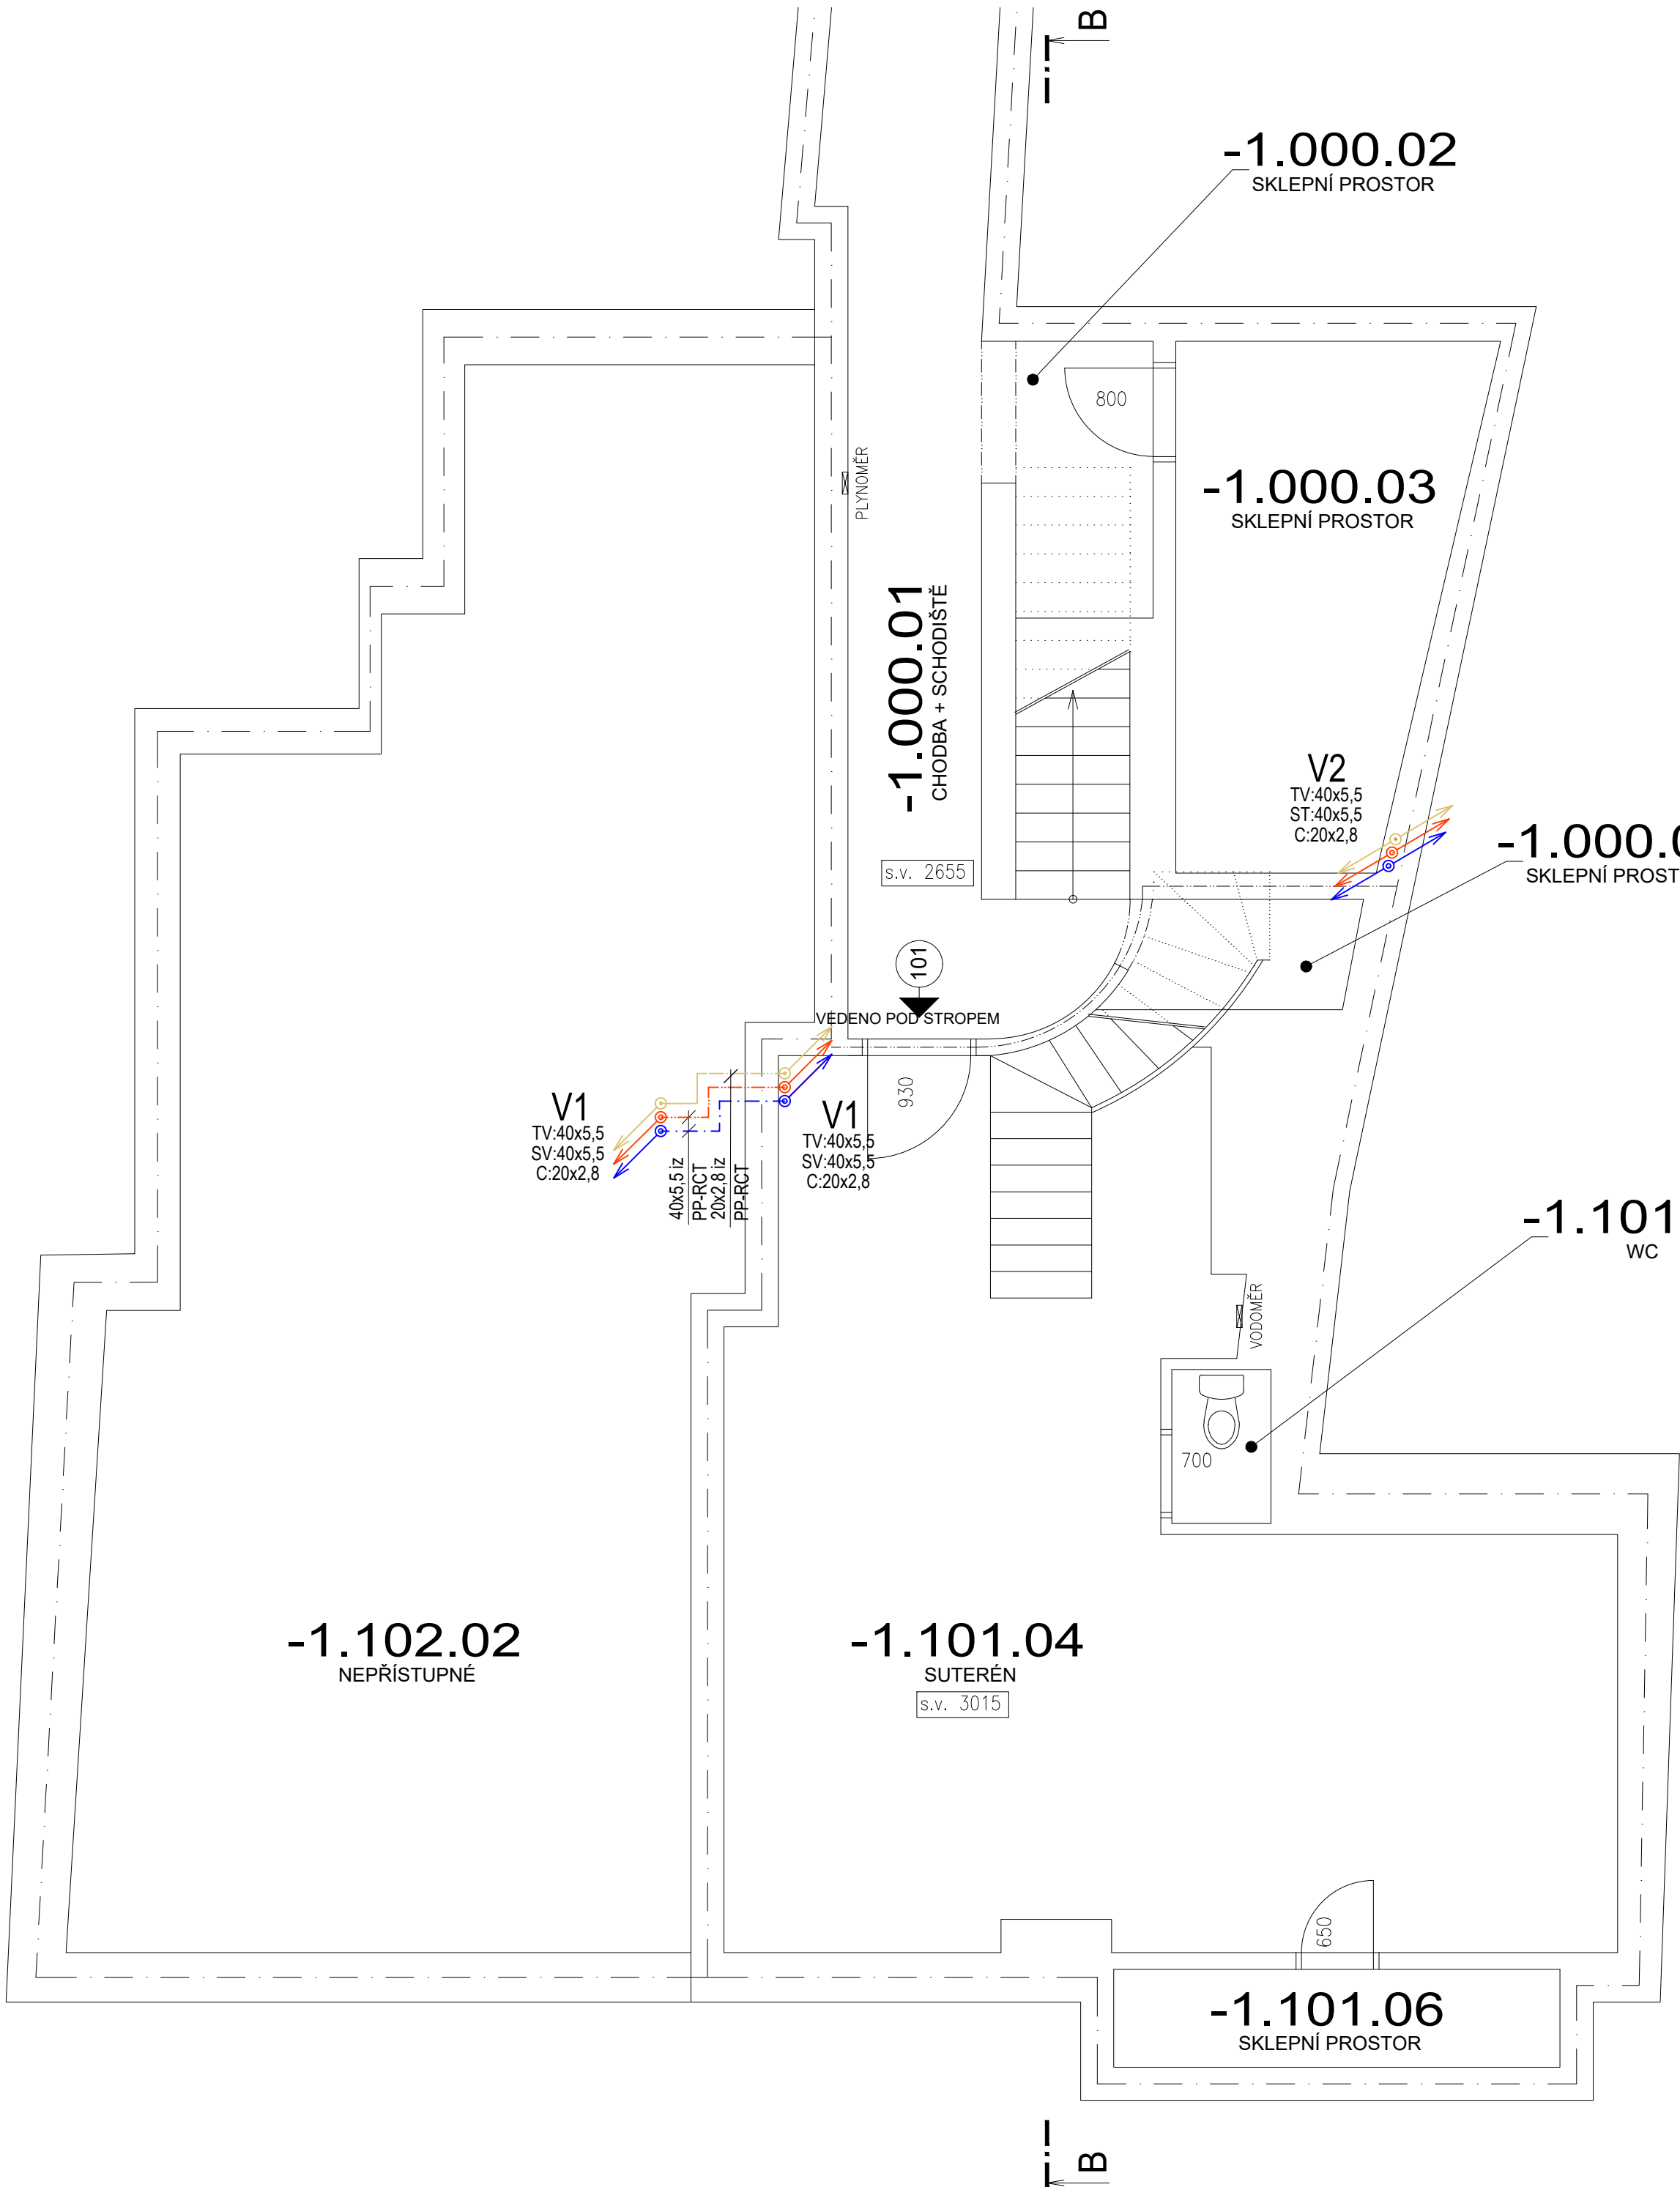 B
-1.000.02
SKLEPNÍ PROSTOR
800
PLYNOMĚR
-1.000.03
SKLEPNÍ PROSTOR
-1.000.01
CHODBA + SCHODIŠTĚ
V2
TV:40x5,5
ST:40x5,5
C:20x2,8
s.v. 2655
-1.000.0
SKLEPNÍ PROST
101
VEDENO POD STROPEM
930
V1
TV:40x5,5
SV:40x5,5
C:20x2,8
V1
TV:40x5,5
SV:40x5,5
C:20x2,8
40x5,5 iz
PP-RCT
20x2,8 iz
PP-RCT
-1.101
WC
VODOMĚR
700
-1.102.02
NEPŘÍSTUPNÉ
-1.101.04
SUTERÉN
s.v. 3015
650
-1.101.06
SKLEPNÍ PROSTOR
B